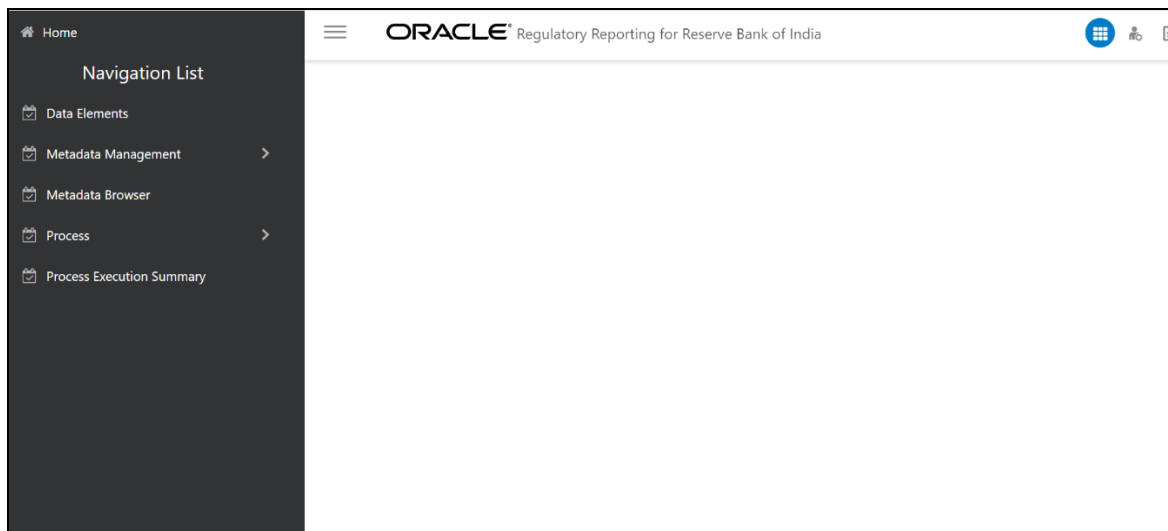 Home
ORACLE® Regulatory Reporting for Reserve Bank of India
Navigation List
Data Elements
Metadata Management
Metadata Browser
Process
Process Execution Summary